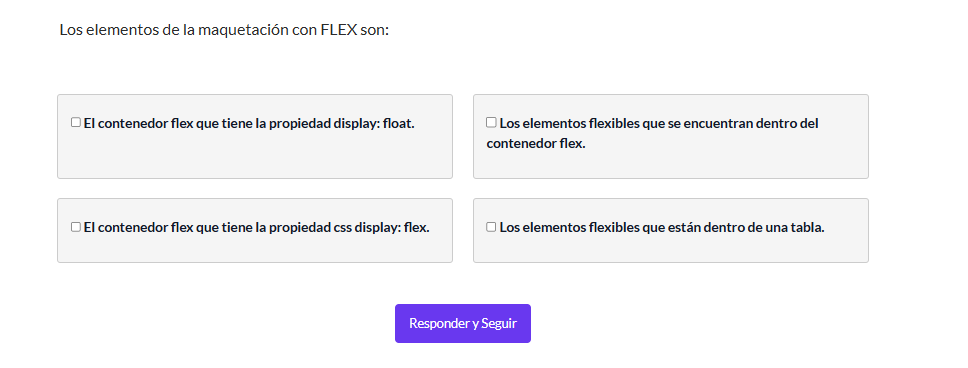 Los elementos de la maquetación con FLEX son:
El contenedor flex que tiene la propiedad display: float.
Los elementos flexibles que se encuentran dentro del
contenedor flex.
El contenedor flex que tiene la propiedad css display: flex.
Los elementos flexibles que están dentro de una tabla.
Responder y Seguir